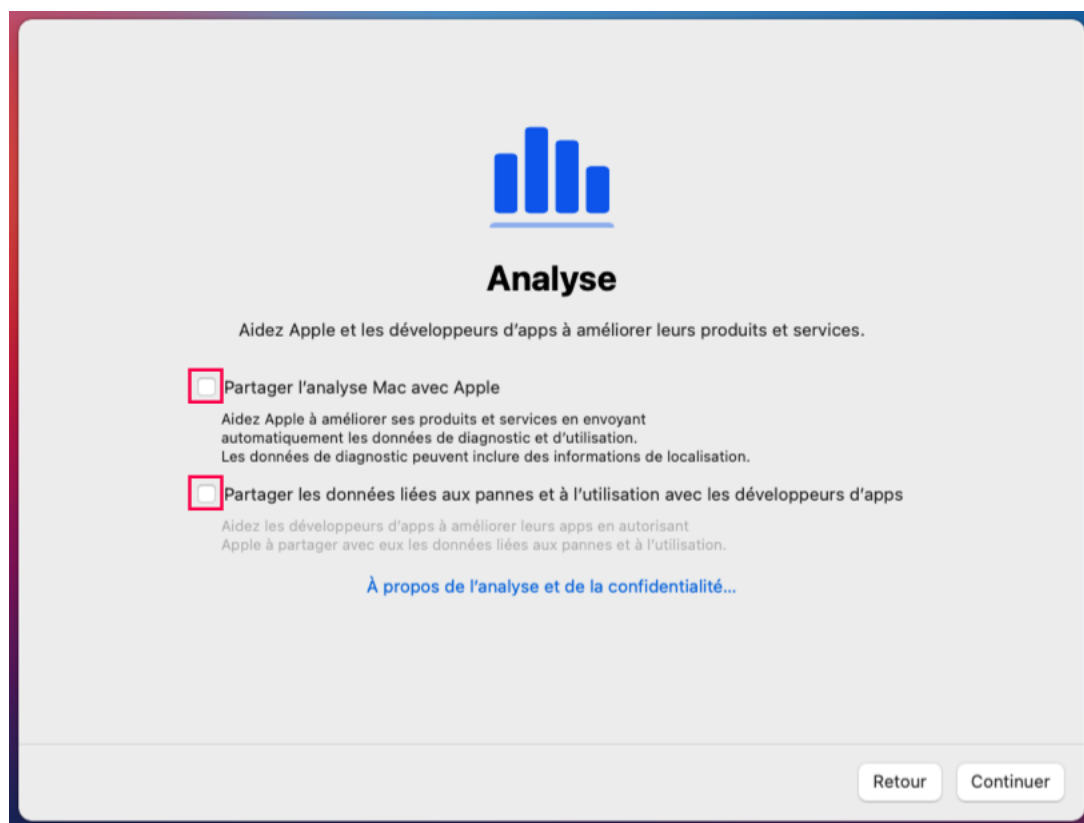 Analyse
Aidez Apple et les développeurs d’apps à améliorer leurs produits et services.
Partager l’analyse Mac avec Apple
Aidez Apple à améliorer ses produits et services en envoyant
automatiquement les données de diagnostic et d’utilisation.
Les données de diagnostic peuvent inclure des informations de localisation.
Partager les données liées aux pannes et à l’utilisation avec les développeurs d’apps
Aidez les développeurs d’apps à améliorer leurs apps en autorisant
Apple à partager avec eux les données liées aux pannes et à l’utilisation.
À propos de l’analyse et de la confidentialité...
Retour
Continuer